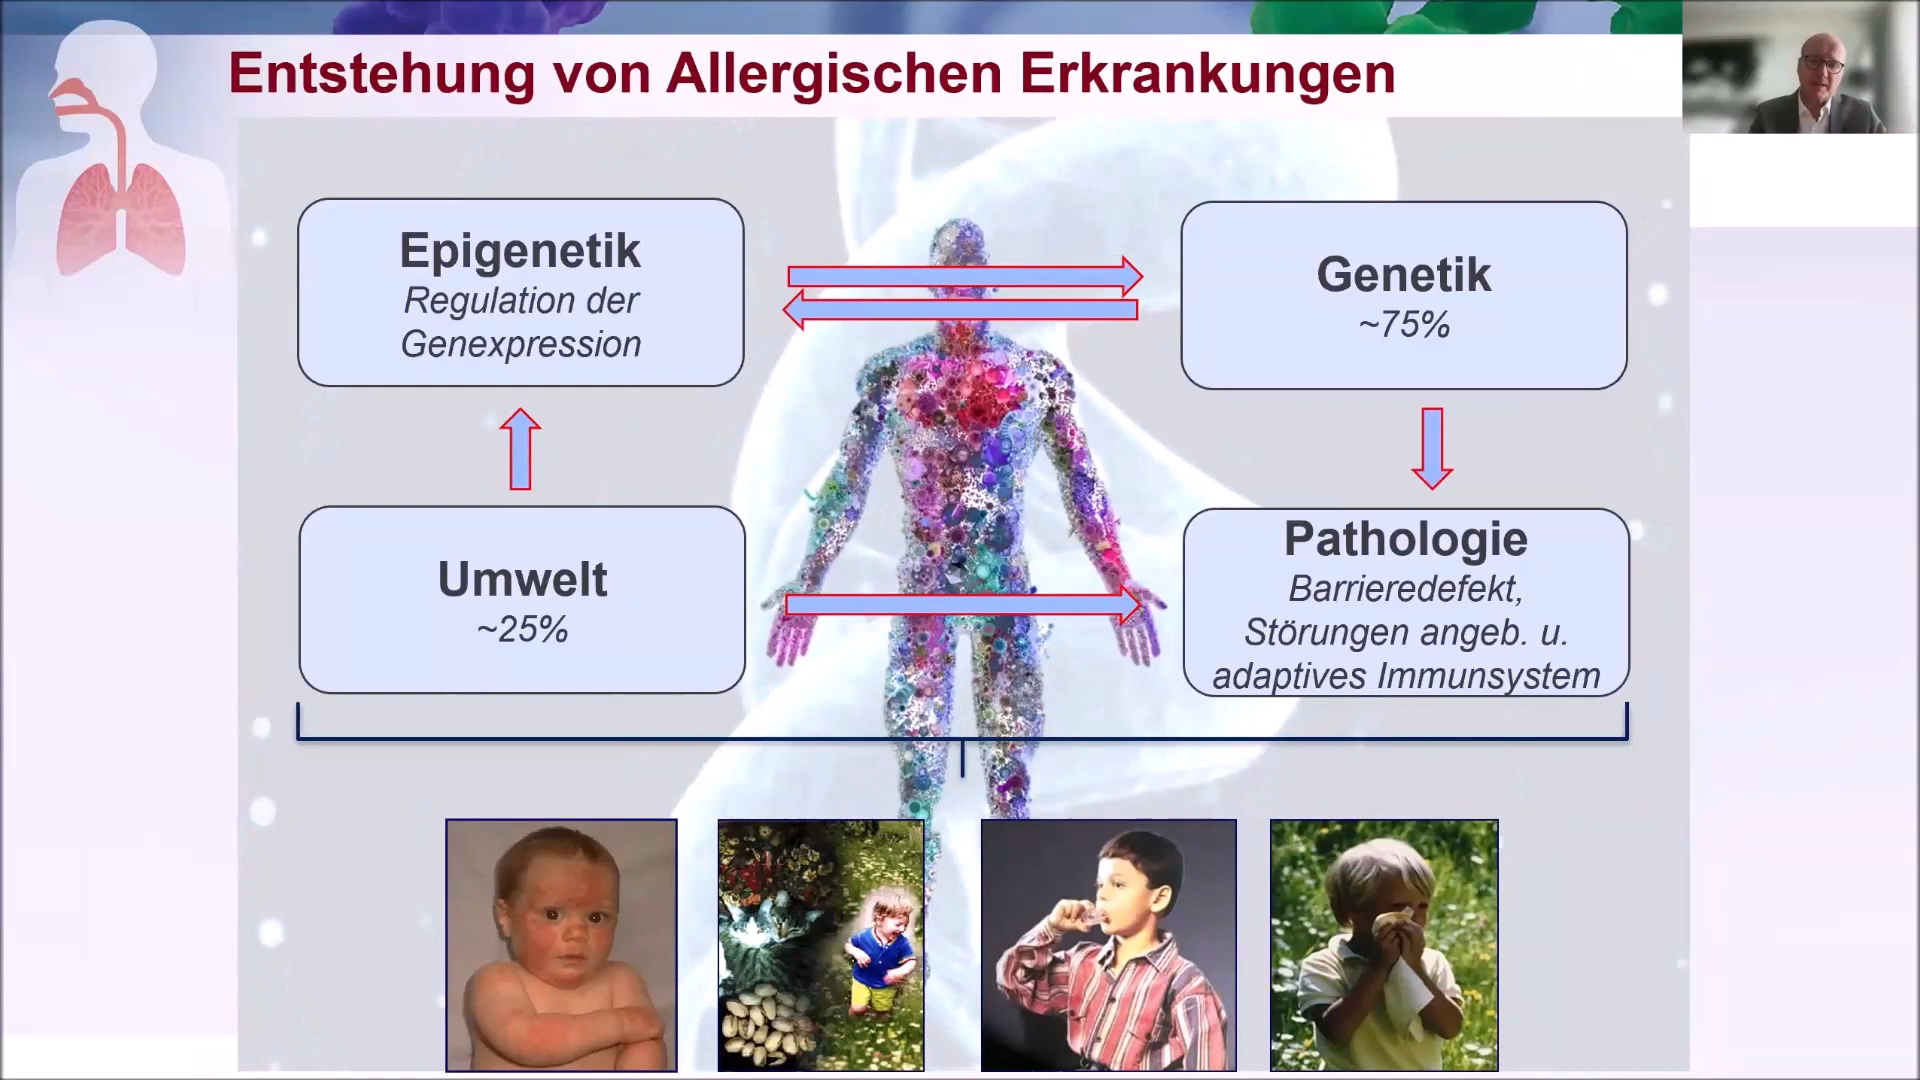 Entstehung von Allergischen Erkrankungen
Epigenetik
Regulation der
Genexpression
Genetik
~75%
Umwelt
~25%
Pathologie
Barrieredefekt,
Störungen angeb. u.
adaptives Immunsystem